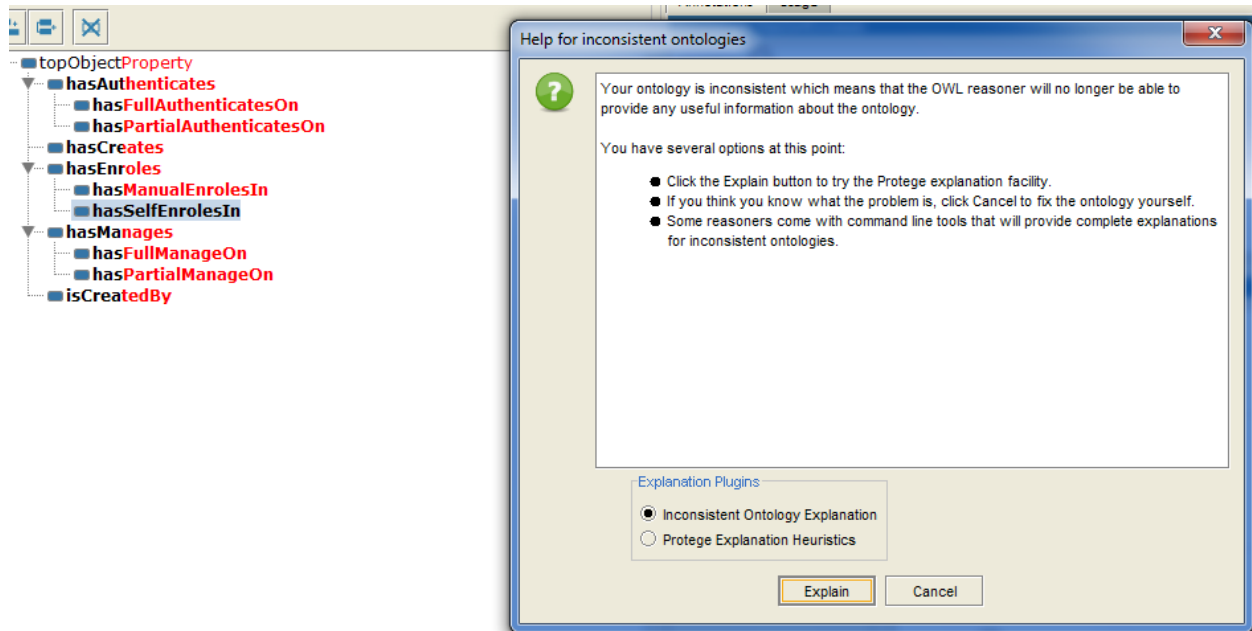 Help for inconsistent ontologies
topObjectProperty
hasAuthenticates
hasFullAuthenticatesOn
hasPartialAuthenticatesOn
hasCreates
hasEnroles
hasManualEnrolesIn
hasSelfEnrolesIn
hasManages
hasFullManageOn
hasPartialManageOn
isCreatedBy
Your ontology is inconsistent which means that the OWL reasoner will no longer be able to
provide any useful information about the ontology.
You have several options at this point:
Click the Explain button to try the Protege explanation facility.
If you think you know what the problem is, click Cancel to fix the ontology yourself.
Some reasoners come with command line tools that will provide complete explanations
for inconsistent ontologies.
Explanation Plugins
Inconsistent Ontology Explanation
Protege Explanation Heuristics
Explain
Cancel